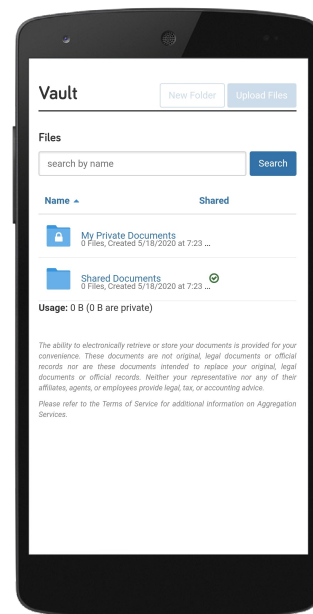 Vault
New Folder
Upload Files
Files
search by name
Search
Name
Shared
My Private Documents
0 Files, Created 5/18/2020 at 7:23 ...
Shared Documents
0 Files, Created 5/18/2020 at 7:23 ...
Usage: 0 B (0 B are private)
The ability to electronically retrieve or store your documents is provided for your
convenience. These documents are not original, legal documents or official
records nor are these documents intended to replace your original, legal
documents or official records. Neither your representative nor any of their
affiliates, agents, or employees provide legal, tax, or accounting advice.
Please refer to the Terms of Service for additional information on Aggregation
Services.